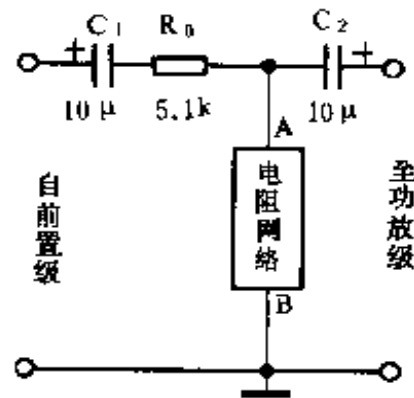 C₁ R₀ C₂
+ +
10μ 5.1k 10μ
A
电阻网络
B
自前置级
至功放级